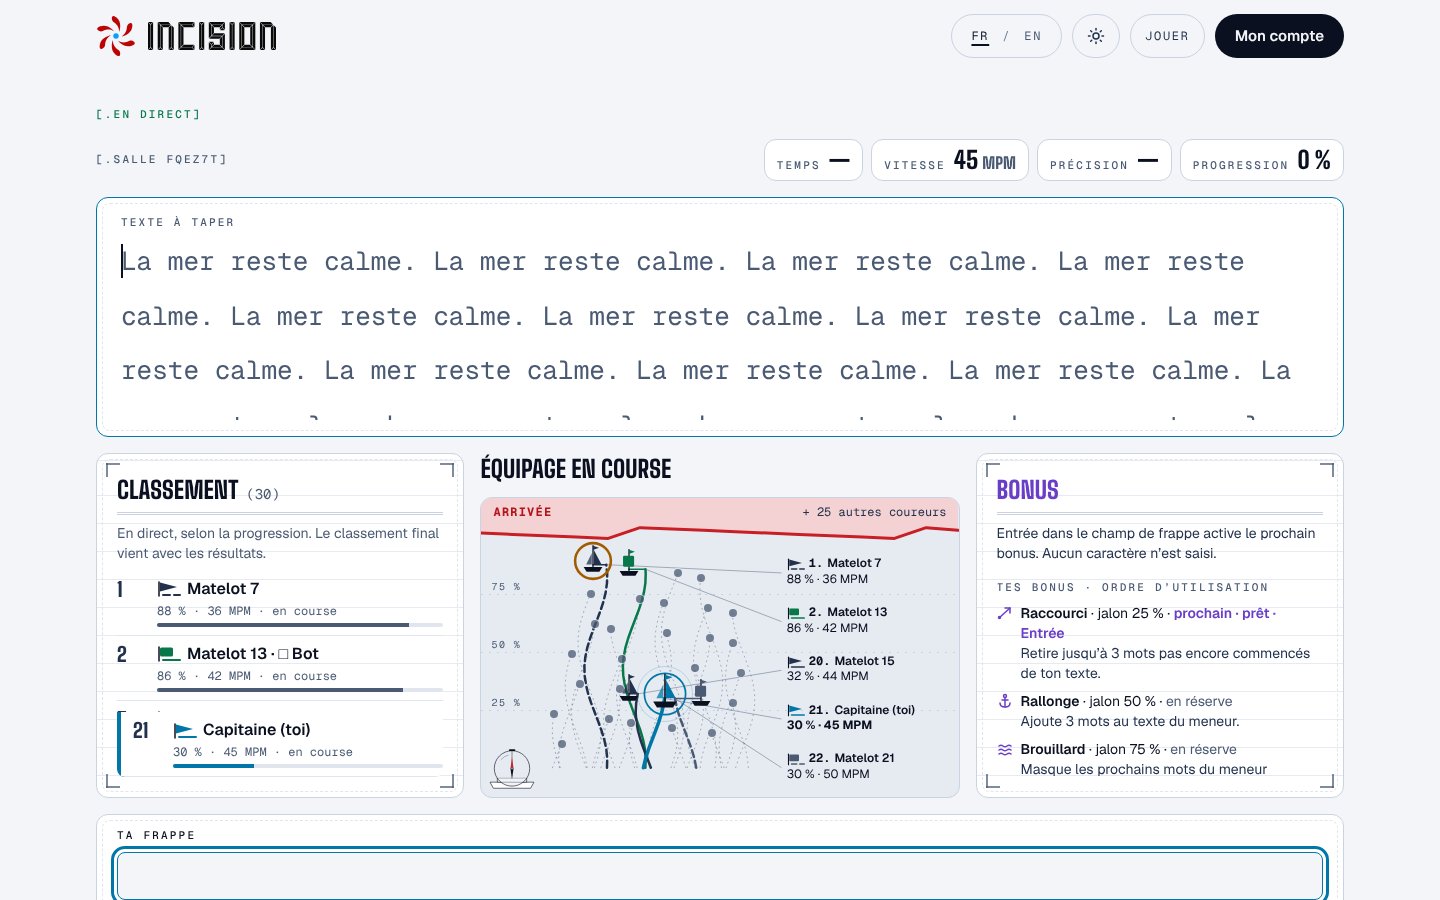 INCISION
FR / EN
JOUER
Mon compte
[.EN DIRECT]
[.SALLE FQEZ7T]
TEMPS —
VITESSE 45 MPM
PRÉCISION —
PROGRESSION 0 %
TEXTE À TAPER
La mer reste calme. La mer reste calme. La mer reste calme. La mer reste
calme. La mer reste calme. La mer reste calme. La mer reste calme. La mer
reste calme. La mer reste calme. La mer reste calme. La mer reste calme. La
CLASSEMENT (30)
En direct, selon la progression. Le classement final
vient avec les résultats.
1 Matelot 7
88 % · 36 MPM · en course
2 Matelot 13 · □ Bot
86 % · 42 MPM · en course
21 Capitaine (toi)
30 % · 45 MPM · en course
ÉQUIPAGE EN COURSE
ARRIVÉE
+ 25 autres coureurs
75 %
50 %
25 %
1. Matelot 7
88 % · 36 MPM
2. Matelot 13
86 % · 42 MPM
20. Matelot 15
32 % · 44 MPM
21. Capitaine (toi)
30 % · 45 MPM
22. Matelot 21
30 % · 50 MPM
BONUS
Entrée dans le champ de frappe active le prochain
bonus. Aucun caractère n'est saisi.
TES BONUS · ORDRE D'UTILISATION
Raccourci · jalon 25 % · prochain · prêt ·
Entrée
Retire jusqu'à 3 mots pas encore commencés
de ton texte.
Rallonge · jalon 50 % · en réserve
Ajoute 3 mots au texte du meneur.
Brouillard · jalon 75 % · en réserve
Masque les prochains mots du meneur
TA FRAPPE